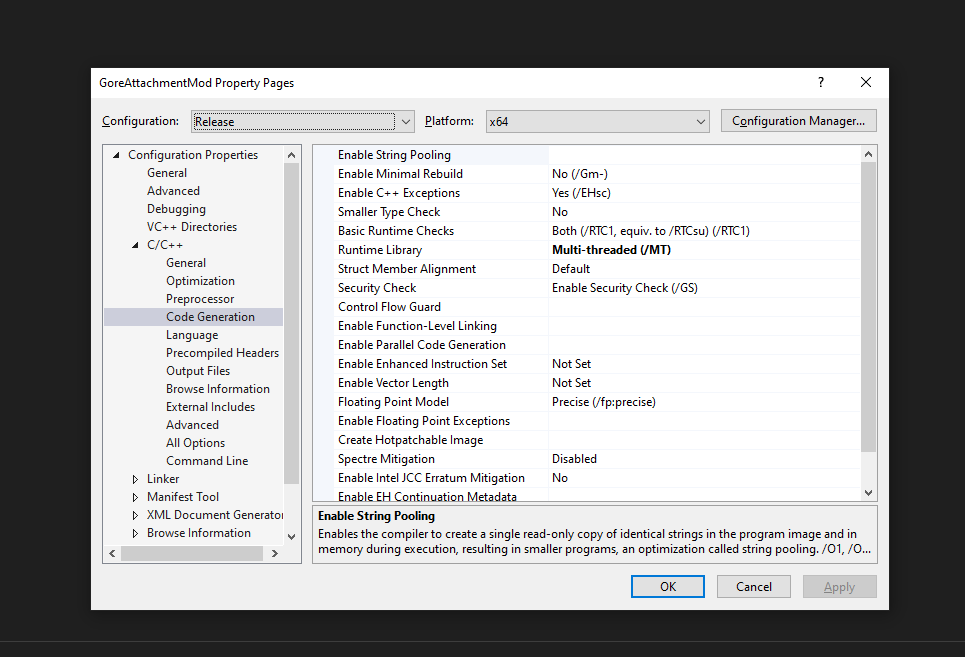 GoreAttachmentMod Property Pages
?
Configuration: Release Platform: x64 Configuration Manager...
Configuration Properties
General
Advanced
Debugging
VC++ Directories
C/C++
General
Optimization
Preprocessor
Code Generation
Language
Precompiled Headers
Output Files
Browse Information
External Includes
Advanced
All Options
Command Line
Linker
Manifest Tool
XML Document Generator
Browse Information
Enable String Pooling
Enable Minimal Rebuild No (/Gm-)
Enable C++ Exceptions Yes (/EHsc)
Smaller Type Check No
Basic Runtime Checks Both (/RTC1, equiv. to /RTCsu) (/RTC1)
Runtime Library Multi-threaded (/MT)
Struct Member Alignment Default
Security Check Enable Security Check (/GS)
Control Flow Guard
Enable Function-Level Linking
Enable Parallel Code Generation
Enable Enhanced Instruction Set Not Set
Enable Vector Length Not Set
Floating Point Model Precise (/fp:precise)
Enable Floating Point Exceptions
Create Hotpatchable Image
Spectre Mitigation Disabled
Enable Intel JCC Erratum Mitigation No
Enable EH Continuation Metadata
Enable String Pooling
Enables the compiler to create a single read-only copy of identical strings in the program image and in
memory during execution, resulting in smaller programs, an optimization called string pooling. /O1, /O...
OK Cancel Apply